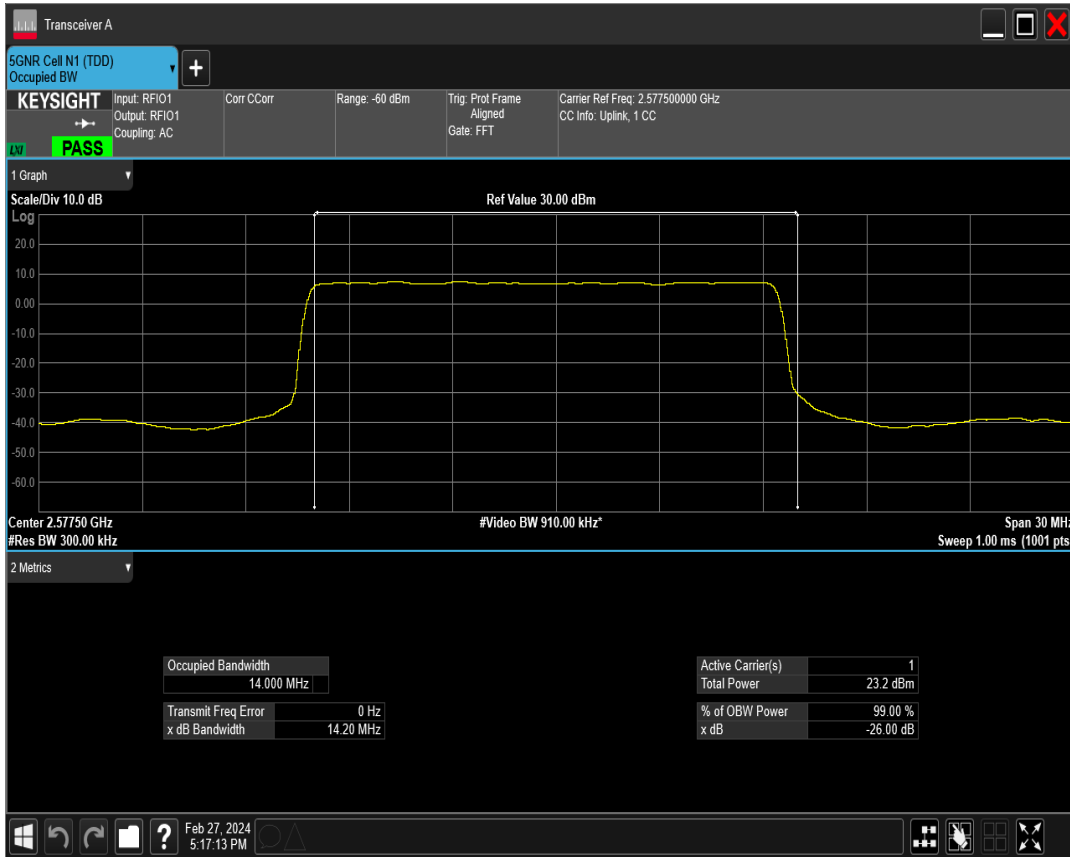 Transceiver A
5GNR Cell N1 (TDD)
Occupied BW
+
KEYSIGHT
LXI
PASS
Input: RFIO1
Output: RFIO1
Coupling: AC
Corr CCorr
Range: -60 dBm
Trig: Prot Frame
Aligned
Gate: FFT
Carrier Ref Freq: 2.577500000 GHz
CC Info: Uplink, 1 CC
1 Graph
Scale/Div 10.0 dB
Ref Value 30.00 dBm
Log
20.0
10.0
0.00
-10.0
-20.0
-30.0
-40.0
-50.0
-60.0
Center 2.57750 GHz
#Video BW 910.00 kHz*
Span 30 MHz
#Res BW 300.00 kHz
Sweep 1.00 ms (1001 pts
2 Metrics
Occupied Bandwidth
14.000 MHz
Transmit Freq Error 0 Hz
x dB Bandwidth 14.20 MHz
Active Carrier(s) 1
Total Power 23.2 dBm
% of OBW Power 99.00 %
x dB -26.00 dB
?
Feb 27, 2024
5:17:13 PM